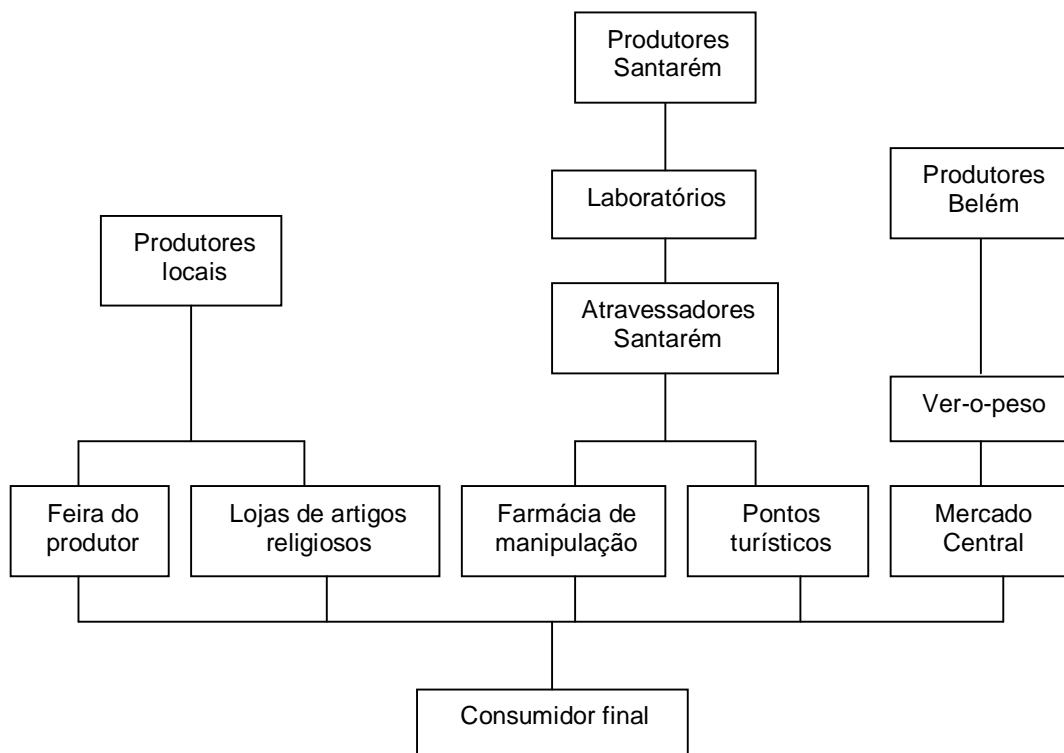 Produtores
Santarém
Laboratórios
Produtores
Belém
Produtores
locais
Atravessadores
Santarém
Ver-o-peso
Feira do
produtor
Lojas de artigos
religiosos
Farmácia de
manipulação
Pontos
turísticos
Mercado
Central
Consumidor final